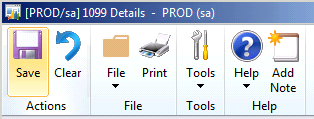 [PROD/sa] 1099 Details - PROD (sa)
Save Clear File Print Tools Help Add Note
Actions File Tools Help